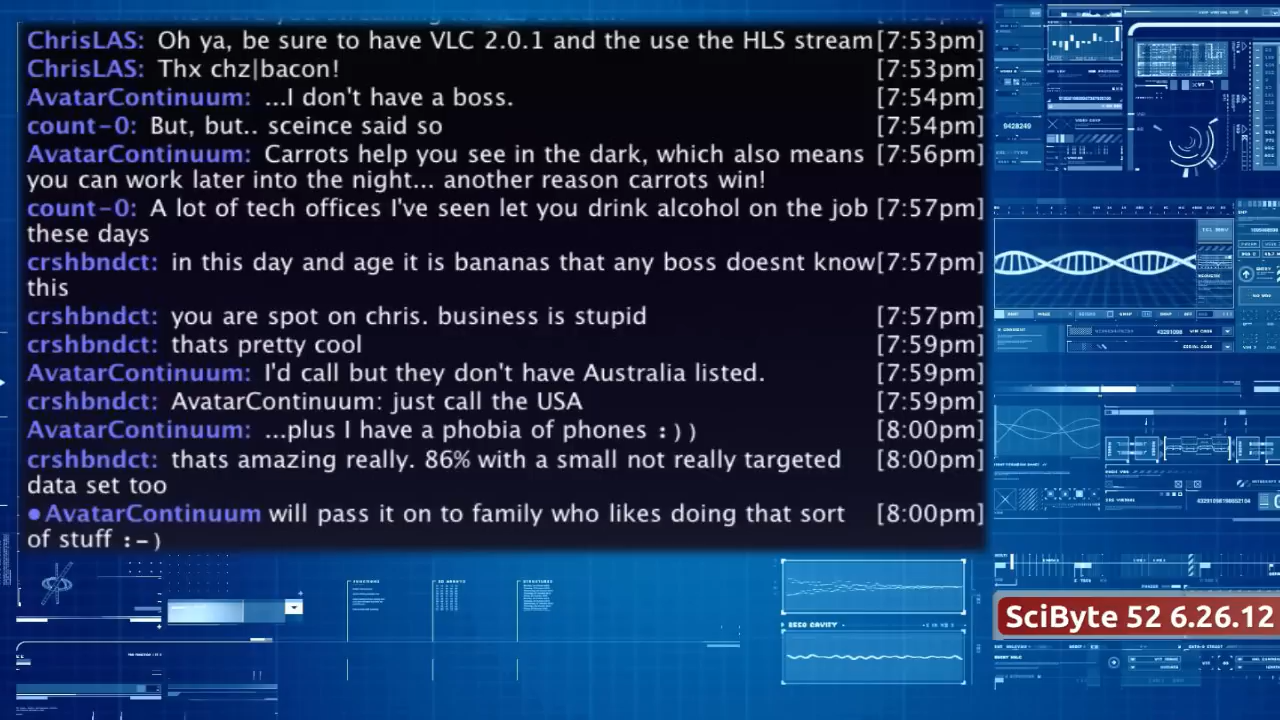 ChrisLAS: Oh ya, be sure to have VLC 2.0.1 and the use the HLS stream [7:53pm]
ChrisLAS: Thx chz|bacon! [7:53pm]
AvatarContinuum: ...I don't have a boss. [7:54pm]
count-0: But, but.. sceince said so [7:54pm]
AvatarContinuum: Carrots help you see in the dark, which also means [7:56pm]
you can work later into the night... another reason carrots win!
count-0: A lot of tech offices I've seen let you drink alcohol on the job [7:57pm]
these days
crshbndct: in this day and age it is bananas that any boss doesnt know [7:57pm]
this
crshbndct: you are spot on chris. business is stupid [7:57pm]
crshbndct: thats pretty cool [7:59pm]
AvatarContinuum: I'd call but they don't have Australia listed. [7:59pm]
crshbndct: AvatarContinuum: just call the USA [7:59pm]
AvatarContinuum: ...plus I have a phobia of phones :)) [8:00pm]
crshbndct: thats amazing really. with a small not really targeted [8:00pm]
data set too
•AvatarContinuum will pass it on to family who likes doing that sort [8:00pm]
of stuff :-)
9428249
SciByte 52 6.26.12